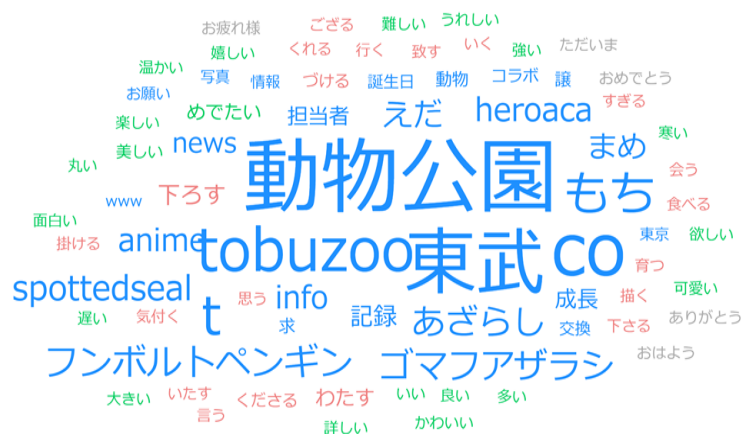 お疲れ様 ござる 難しい うれしい
嬉しい くれる 行く 致す いく 強い ただいま
温かい 写真 情報 づける 誕生日 動物 コラボ 譲 おめでとう
お願い めでたい 担当者 えだ heroaca すぎる
楽しい
美しい news 動物公園 まめ 寒い
丸い 会う
www 下ろす もち 食べる
面白い
掛ける anime tobuzoo 東武 co 東京 欲しい
育つ
spottedseal 思う info 成長 描く 可愛い
遅い 気付く t 求 記録 あざらし 交換 下さる ありがとう
フンボルトペンギン ゴマフアザラシ おはよう
大きい いたす くださる わたす いい 良い 多い
言う
詳しい かわいい